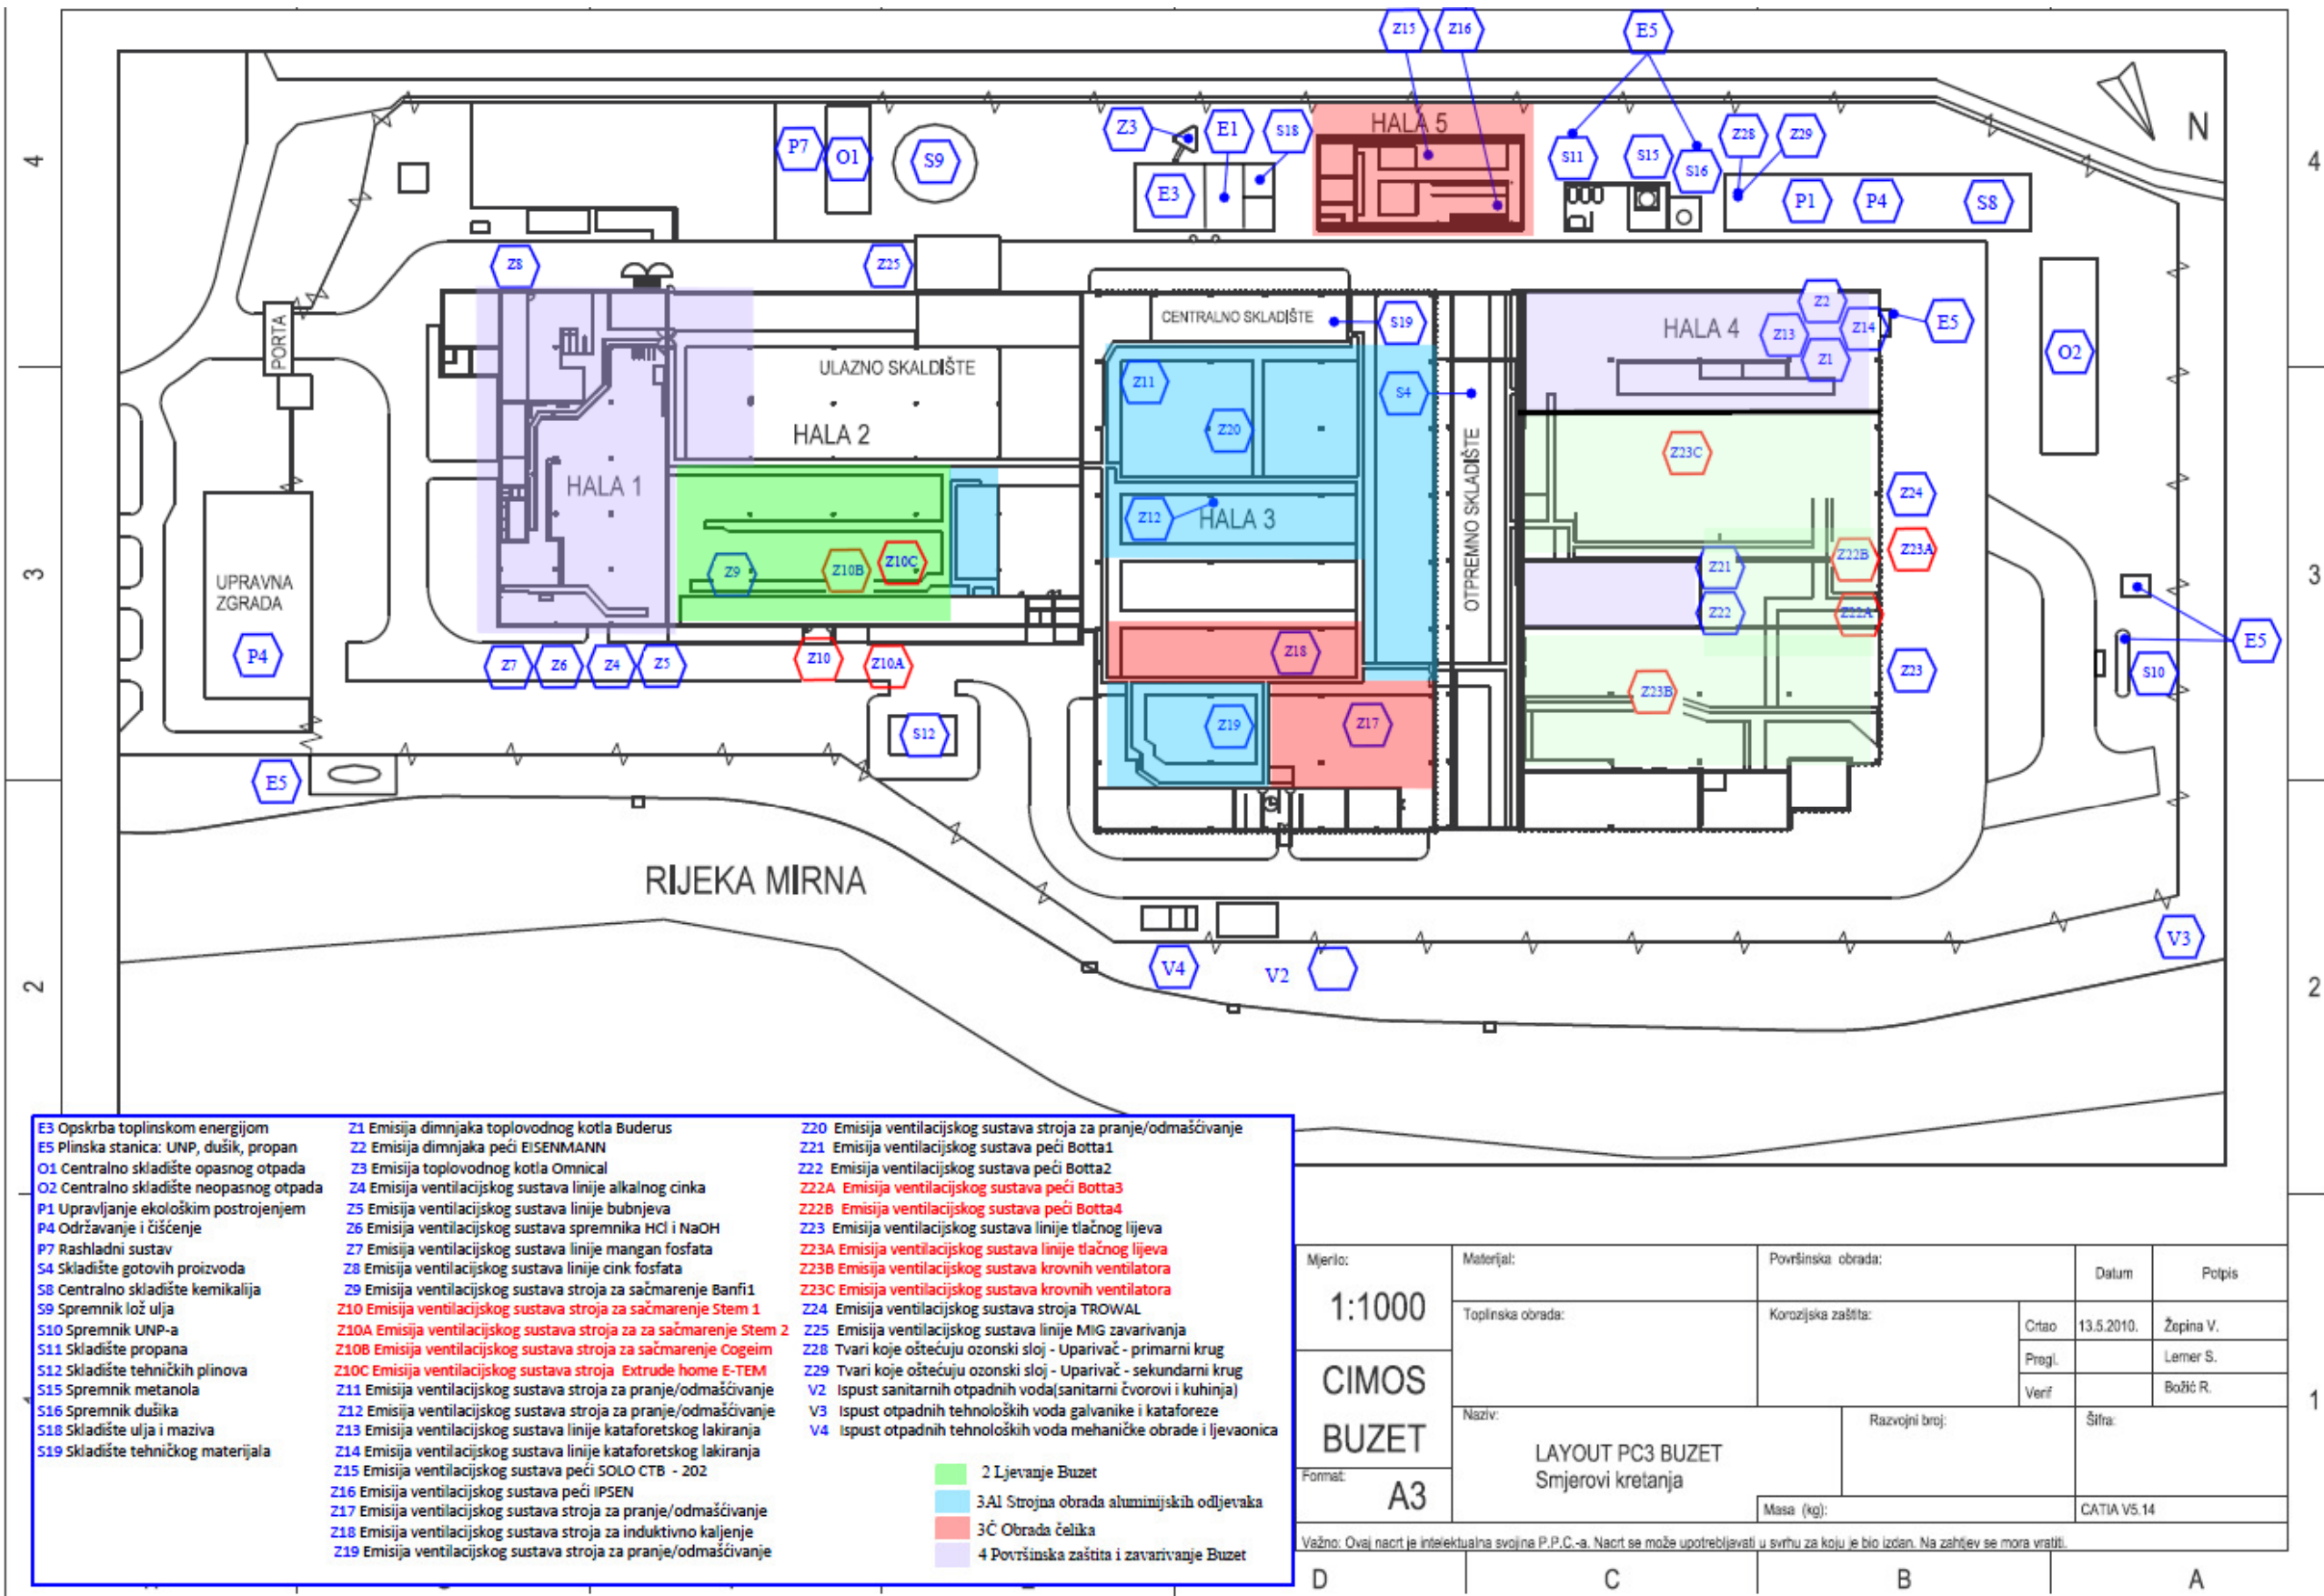 Z15
Z16
E5
Z3
E1
S18
HALA 5
Z28
Z29
N
4
P7
O1
S9
E3
S11
S15
S16
P1
P4
S8
4
Z8
Z25
PORTA
CENTRALNO SKLADIŠTE
S19
HALA 4
Z2
Z13
Z14
Z1
E5
O2
ULAZNO SKALDIŠTE
HALA 2
Z11
Z20
S4
OTPREMNO SKLADIŠTE
Z23C
HALA 1
Z12
HALA 3
Z24
3
UPRAVNA
ZGRADA
Z9
Z10B
Z10C
Z21
Z22B
Z23A
3
Z22
Z22A
P4
Z7
Z6
Z4
Z5
Z10
Z10A
Z18
Z23
E5
S10
Z23B
S12
Z19
Z17
E5
RIJEKA MIRNA
V3
2
V4
V2
2
E3 Opskrba toplinskom energijom
E5 Plinska stanica: UNP, dušik, propan
O1 Centralno skladište opasnog otpada
O2 Centralno skladište neopasnog otpada
P1 Upravljanje ekološkim postrojenjem
P4 Održavanje i čišćenje
P7 Rashladni sustav
S4 Skladište gotovih proizvoda
S8 Centralno skladište kemikalija
S9 Spremnik lož ulja
S10 Spremnik UNP-a
S11 Skladište propana
S12 Skladište tehničkih plinova
S15 Spremnik metanola
S16 Spremnik dušika
S18 Skladište ulja i maziva
S19 Skladište tehničkog materijala
Z1 Emisija dimnjaka toplovodnog kotla Buderus
Z2 Emisija dimnjaka peći EISENMANN
Z3 Emisija toplovodnog kotla Omnical
Z4 Emisija ventilacijskog sustava linije alkalnog cinka
Z5 Emisija ventilacijskog sustava linije bubnjeva
Z6 Emisija ventilacijskog sustava spremnika HCl i NaOH
Z7 Emisija ventilacijskog sustava linije mangan fosfata
Z8 Emisija ventilacijskog sustava linije cink fosfata
Z9 Emisija ventilacijskog sustava stroja za sačmarenje Banfi1
Z10 Emisija ventilacijskog sustava stroja za sačmarenje Stem 1
Z10A Emisija ventilacijskog sustava stroja za za sačmarenje Stem 2
Z10B Emisija ventilacijskog sustava stroja za sačmarenje Cogeim
Z10C Emisija ventilacijskog sustava stroja Extrude home E-TEM
Z11 Emisija ventilacijskog sustava stroja za pranje/odmašćivanje
Z12 Emisija ventilacijskog sustava stroja za pranje/odmašćivanje
Z13 Emisija ventilacijskog sustava linije kataforetskog lakiranja
Z14 Emisija ventilacijskog sustava linije kataforetskog lakiranja
Z15 Emisija ventilacijskog sustava peći SOLO CTB - 202
Z16 Emisija ventilacijskog sustava peći IPSEN
Z17 Emisija ventilacijskog sustava stroja za pranje/odmašćivanje
Z18 Emisija ventilacijskog sustava stroja za induktivno kaljenje
Z19 Emisija ventilacijskog sustava stroja za pranje/odmašćivanje
Z20 Emisija ventilacijskog sustava stroja za pranje/odmašćivanje
Z21 Emisija ventilacijskog sustava peći Botta1
Z22 Emisija ventilacijskog sustava peći Botta2
Z22A Emisija ventilacijskog sustava peći Botta3
Z22B Emisija ventilacijskog sustava peći Botta4
Z23 Emisija ventilacijskog sustava linije tlačnog lijeva
Z23A Emisija ventilacijskog sustava linije tlačnog lijeva
Z23B Emisija ventilacijskog sustava krovnih ventilatora
Z23C Emisija ventilacijskog sustava krovnih ventilatora
Z24 Emisija ventilacijskog sustava stroja TROWAL
Z25 Emisija ventilacijskog sustava linije MIG zavarivanja
Z28 Tvari koje oštećuju ozonski sloj - Uparivač - primarni krug
Z29 Tvari koje oštećuju ozonski sloj - Uparivač - sekundarni krug
V2 Ispust sanitarnih otpadnih voda(sanitarni čvorovi i kuhinja)
V3 Ispust otpadnih tehnoloških voda galvanike i kataforeze
V4 Ispust otpadnih tehnoloških voda mehaničke obrade i ljevaonica
2 Ljevanje Buzet
3Al Strojna obrada aluminijskih odljevaka
3Č Obrada čelika
4 Površinska zaštita i zavarivanje Buzet
Mjerilo:
1:1000
CIMOS
BUZET
Format:
A3
Materijal:
Površinska obrada:
Datum
Potpis
Toplinska obrada:
Korozijska zaštita:
Crtao
13.5.2010.
Žepina V.
Pregl.
Lerner S.
Verif
Božić R.
Naziv:
LAYOUT PC3 BUZET
Smjerovi kretanja
Razvojni broj:
Šifra:
Masa (kg):
CATIA V5.14
1
Važno: Ovaj nacrt je intelektualna svojina P.P.C.-a. Nacrt se može upotrebljavati u svrhu za koju je bio izdan. Na zahtjev se mora vratiti.
D
C
B
A